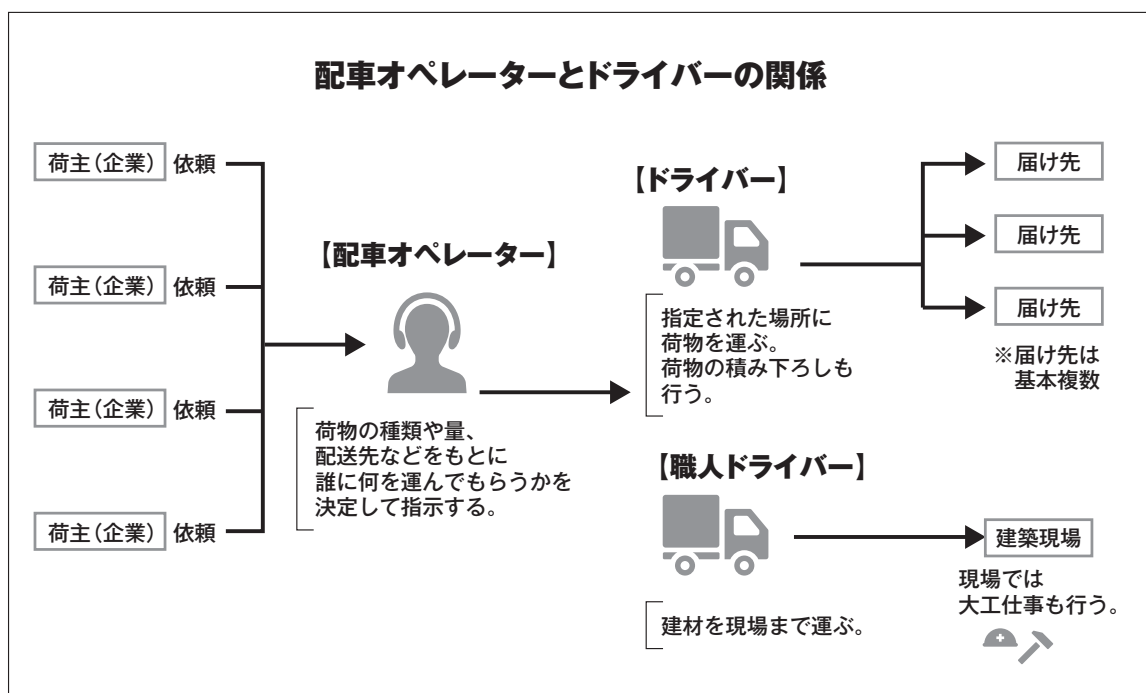 配車オペレーターとドライバーの関係
荷主(企業) 依頼
荷主(企業) 依頼
荷主(企業) 依頼
荷主(企業) 依頼
【配車オペレーター】
荷物の種類や量、
配送先などをもとに
誰に何を運んでもらうかを
決定して指示する。
【ドライバー】
指定された場所に
荷物を運ぶ。
荷物の積み下ろしも
行う。
届け先
届け先
届け先
※届け先は
基本複数
【職人ドライバー】
建材を現場まで運ぶ。
建築現場
現場では
大工仕事も行う。